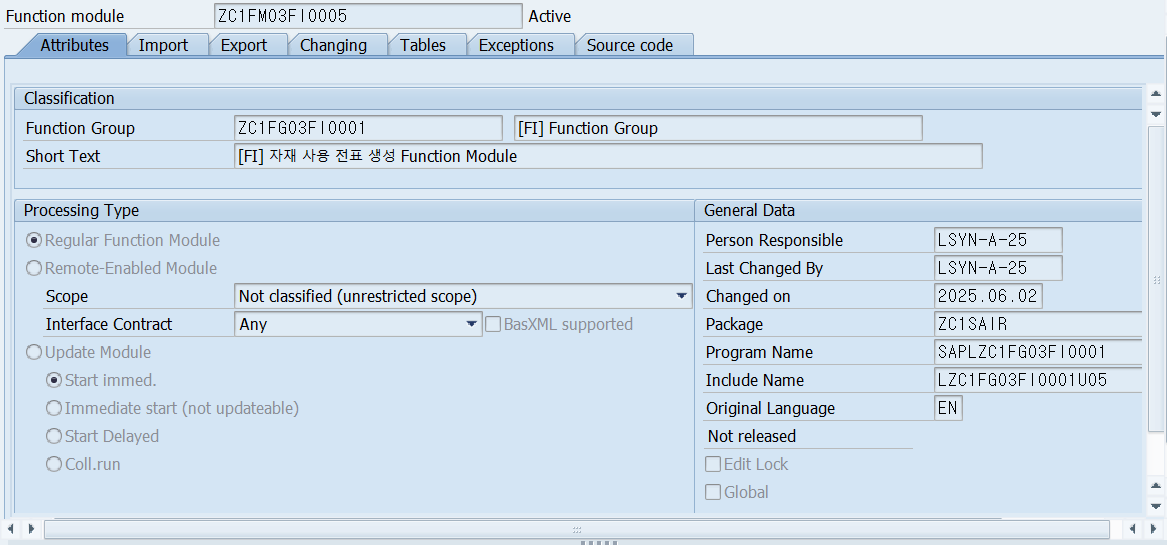 Function module ZC1FM03FI0005 Active
Attributes Import Export Changing Tables Exceptions Source code
Classification
Function Group ZC1FG03FI0001 [FI] Function Group
Short Text [FI] 자재 사용 전표 생성 Function Module
Processing Type
Regular Function Module
Remote-Enabled Module
Scope Not classified (unrestricted scope)
Interface Contract Any BasXML supported
Update Module
Start immed.
Immediate start (not updateable)
Start Delayed
Coll.run
General Data
Person Responsible LSYN-A-25
Last Changed By LSYN-A-25
Changed on 2025.06.02
Package ZC1SAIR
Program Name SAPLZC1FG03FI0001
Include Name LZC1FG03FI0001U05
Original Language EN
Not released
Edit Lock
Global